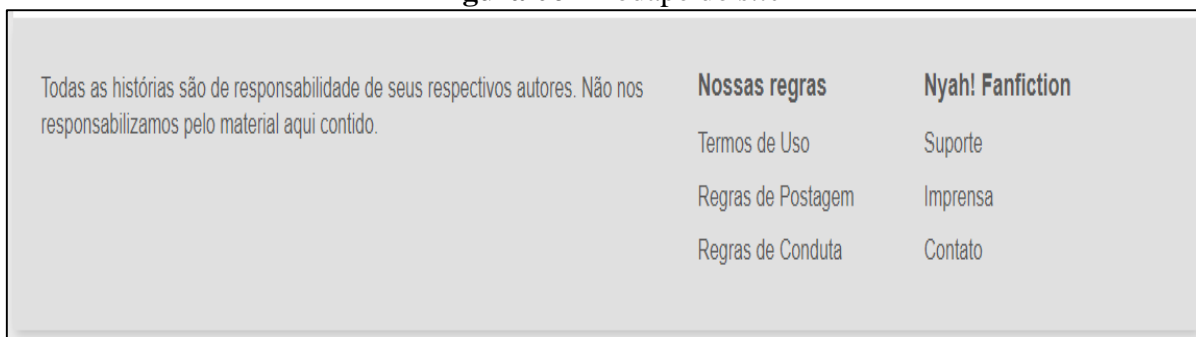 Todas as histórias são de responsabilidade de seus respectivos autores. Não nos
responsabilizamos pelo material aqui contido.
Nossas regras
Termos de Uso
Regras de Postagem
Regras de Conduta
Nyah! Fanfiction
Suporte
Imprensa
Contato